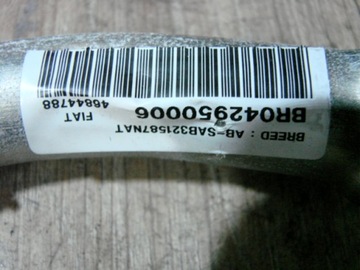 BREED : AB-SAB321587NAT
BR042950006
FIAT
46844788